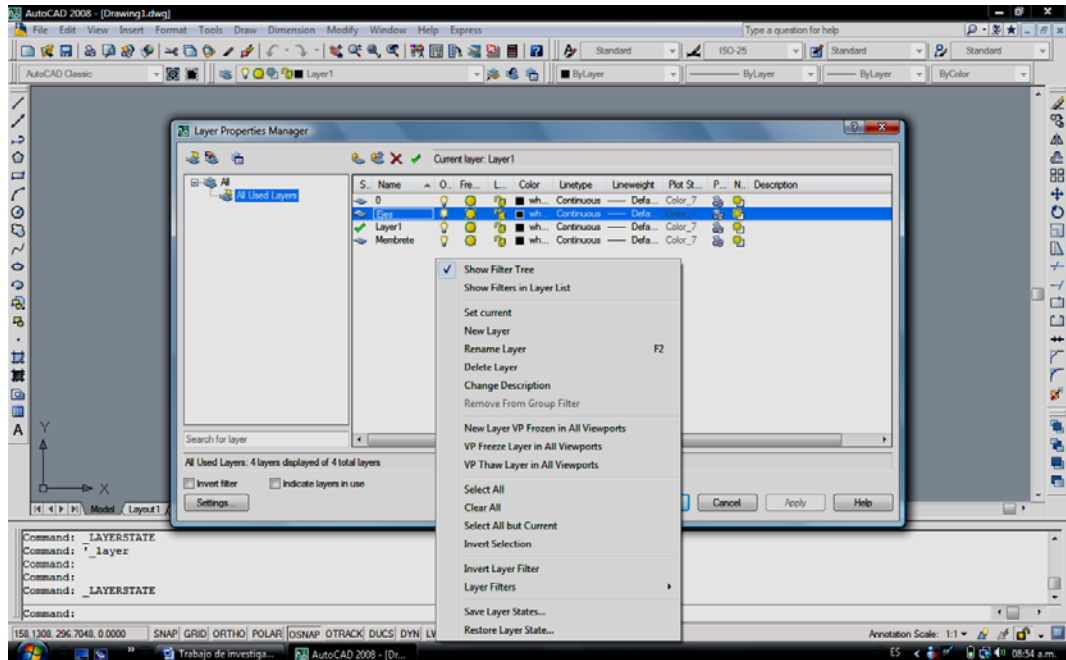 AutoCAD 2008 - [Drawing1.dwg]
File Edit View Insert Format Tools Draw Dimension Modify Window Help Express
Type a question for help
Standard ISO-25 Standard Standard
AutoCAD Classic Layer1 ByLayer ByLayer ByLayer ByColor
Layer Properties Manager
Current layer: Layer1
All
All Used Layers
S.. Name O.. Fre... L... Color Linetype Lineweight Plot St... P... N.. Description
0 wh... Continuous Defa... Color_7
Ejes wh... Continuous Defa... Color_7
Layer1 wh... Continuous Defa... Color_7
Membrete wh... Continuous Defa... Color_7
Show Filter Tree
Show Filters in Layer List
Set current
New Layer
Rename Layer F2
Delete Layer
Change Description
Remove From Group Filter
New Layer VP Frozen in All Viewports
VP Freeze Layer in All Viewports
VP Thaw Layer in All Viewports
Select All
Clear All
Select All but Current
Invert Selection
Invert Layer Filter
Layer Filters
Save Layer States...
Restore Layer State...
Search for layer
All Used Layers: 4 layers displayed of 4 total layers
Invert filter Indicate layers in use
Settings... Cancel Apply Help
Y
X
A
Model Layout1
Command: _LAYERSTATE
Command: '_layer
Command:
Command:
Command: _LAYERSTATE
Command:
158.1308, 296.7048, 0.0000 SNAP GRID ORTHO POLAR OSNAP OTRACK DUCS DYN Annotation Scale: 1:1
Trabajo de investiga... AutoCAD 2008 - [Dr... ES 08:54 a.m.